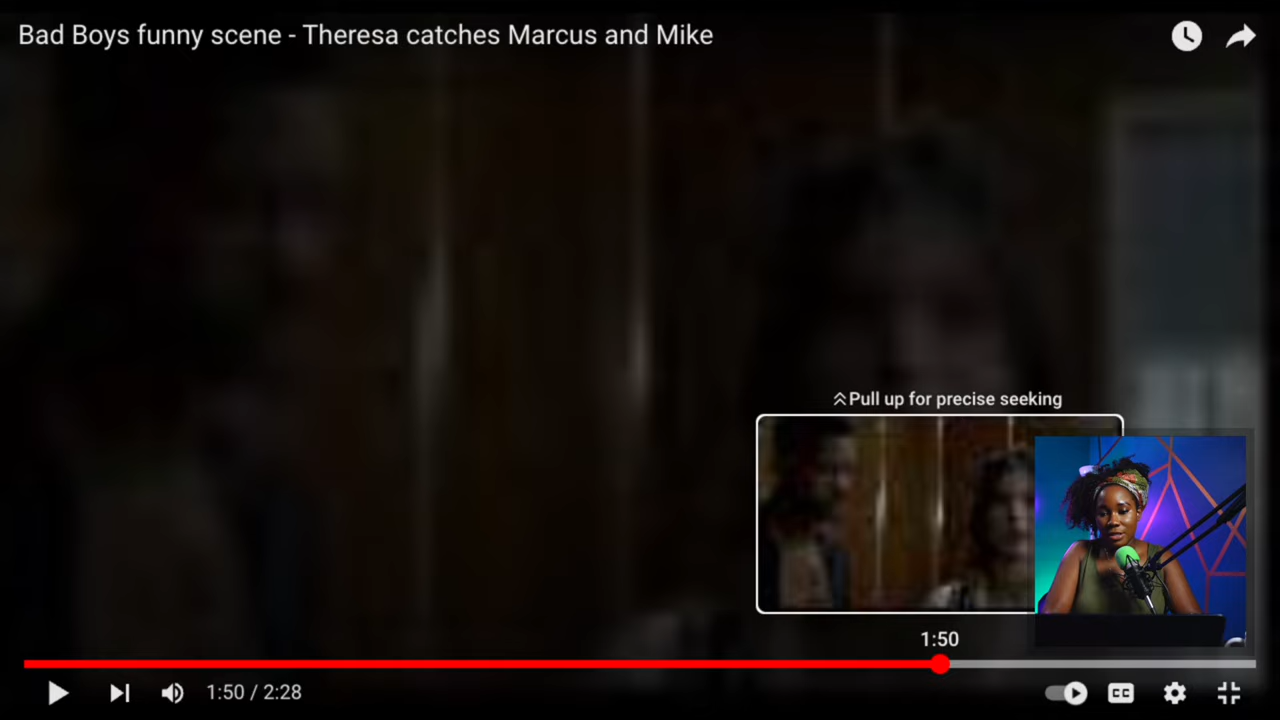 Bad Boys funny scene - Theresa catches Marcus and Mike
Pull up for precise seeking
1:50
1:50 / 2:28
CC